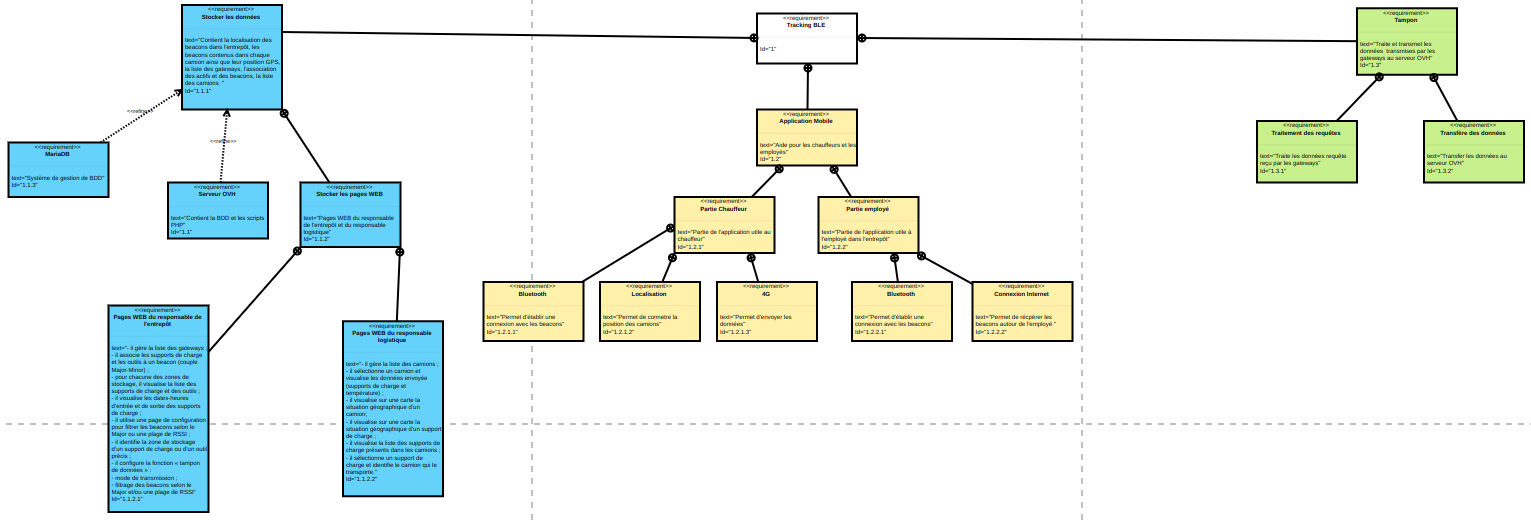 <<requirement>>
Stocker les données
text="Contient la localisation des
beacons dans l'entrepôt, les
beacons contenus dans chaque
camion ainsi que leur position GPS,
la liste des gateways, l'association
des actifs et des beacons, la liste
des camions  "
Id="1.1.1"
<<requirement>>
Tracking BLE
Id="1"
<<requirement>>
Tampon
text="Traite et transmet les
données  transmises par les
gateways au serveur OVH"
Id="1.3"
<<refine>>
<<refine>>
<<requirement>>
MariaDB
text="Système de gestion de BDD"
Id="1.1.3"
<<requirement>>
Serveur OVH
text="Contient la BDD et les scripts
PHP"
Id="1.1"
<<requirement>>
Stocker les pages WEB
text="Pages WEB du responsable
de l'entrepôt et du responsable
logistique"
Id="1.1.2"
<<requirement>>
Application Mobile
text="Aide pour les chauffeurs et les
employés"
Id="1.2"
<<requirement>>
Traitement des requêtes
text="Traite les données requête
reçu par les gateways"
Id="1.3.1"
<<requirement>>
Transfère des données
text="Transfer les données au
serveur OVH"
Id="1.3.2"
<<requirement>>
Partie Chauffeur
text="Partie de l'application utile au
chauffeur"
Id="1.2.1"
<<requirement>>
Partie employé
text="Partie de l'application utile à
l'employé dans l'entrepôt"
Id="1.2.2"
<<requirement>>
Bluetooth
text="Permet d'établir une
connexion avec les beacons"
Id="1.2.1.1"
<<requirement>>
Localisation
text="Permet de connetre la
position des camions"
Id="1.2.1.2"
<<requirement>>
4G
text="Permet d'envoyer les
données"
Id="1.2.1.3"
<<requirement>>
Bluetooth
text="Permet d'établir une
connexion avec les beacons"
Id="1.2.2.1"
<<requirement>>
Connexion Internet
text="Permet de récpérer les
beacons autour de l'employé "
Id="1.2.2.2"
<<requirement>>
Pages WEB du responsable de
l'entrepôt
text="- il gère la liste des gateways ;
- il associe les supports de charge
et les outils à un beacon (couple
Major-Minor) ;
- pour chacune des zones de
stockage, il visualise la liste des
supports de charge et des outils ;
- il visualise les dates-heures
d'entrée et de sortie des supports
de charge ;
- il utilise une page de configuration
pour filtrer les beacons selon le
Major ou une plage de RSSI ;
- il identifie la zone de stockage
d'un support de charge ou d'un outil
précis ;
- il configure la fonction « tampon
de données » :
- mode de transmission ;
- filtrage des beacons selon le
Major et/ou une plage de RSSI"
Id="1.1.2.1"
<<requirement>>
Pages WEB du responsable
logistique
text="- il gère la liste des camions ;
- il sélectionne un camion et
visualise les données envoyée
(supports de charge et
température) ;
- il visualise sur une carte la
situation géographique d'un
camion;
- il visualise sur une carte la
situation géographique d'un support
de charge ;
- il visualise la liste des supports de
charge présents dans les camions ;
- il sélectionne un support de
charge et identifie le camion qui le
transporte."
Id="1.1.2.2"